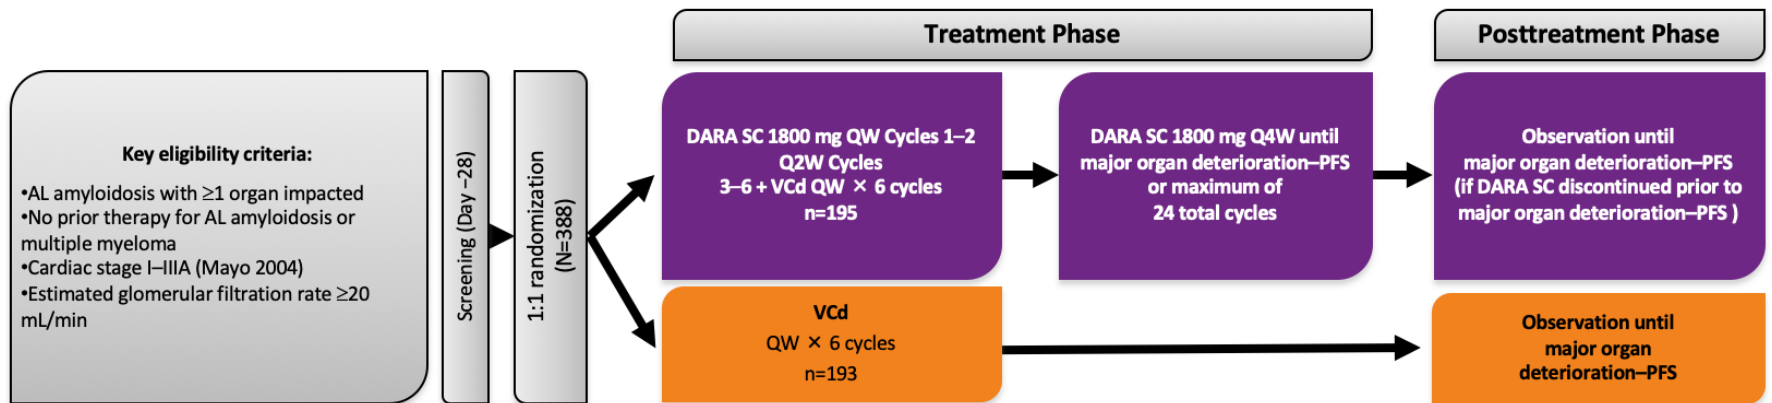 Treatment Phase
Posttreatment Phase
Key eligibility criteria:
•AL amyloidosis with ≥1 organ impacted
•No prior therapy for AL amyloidosis or
multiple myeloma
•Cardiac stage I–IIIA (Mayo 2004)
•Estimated glomerular filtration rate ≥20
mL/min
Screening (Day –28)
1:1 randomization
(N=388)
DARA SC 1800 mg QW Cycles 1–2
Q2W Cycles
3–6 + VCd QW × 6 cycles
n=195
DARA SC 1800 mg Q4W until
major organ deterioration–PFS
or maximum of
24 total cycles
Observation until
major organ deterioration–PFS
(if DARA SC discontinued prior to
major organ deterioration–PFS )
VCd
QW × 6 cycles
n=193
Observation until
major organ
deterioration–PFS